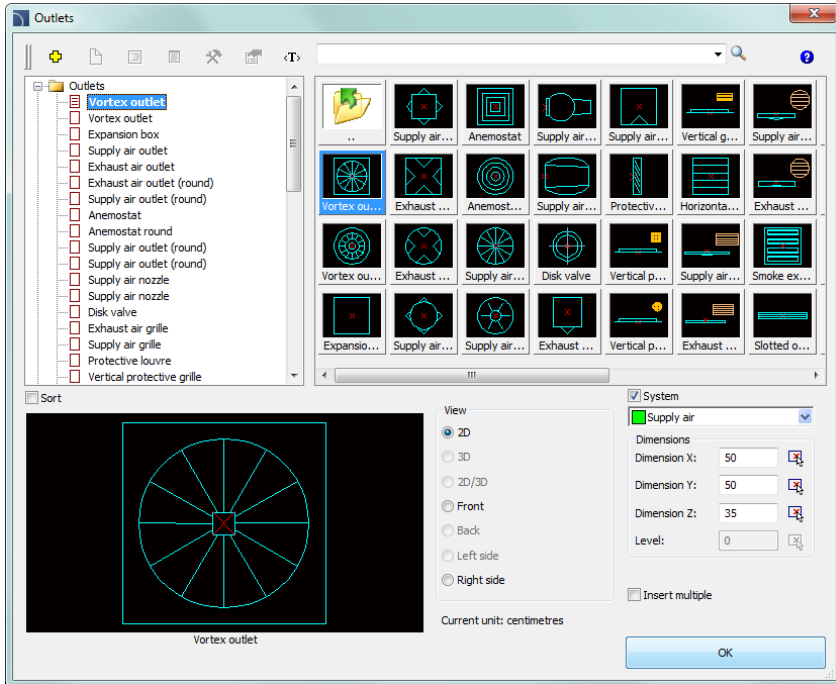 Outlets
‹T›
Outlets
Vortex outlet
Vortex outlet
Expansion box
Supply air outlet
Exhaust air outlet
Exhaust air outlet (round)
Supply air outlet (round)
Anemostat
Anemostat round
Supply air outlet (round)
Supply air outlet (round)
Supply air nozzle
Supply air nozzle
Disk valve
Exhaust air grille
Supply air grille
Protective louvre
Vertical protective grille
.. Supply air... Anemostat Supply air... Supply air... Vertical g... Supply air...
Vortex ou... Exhaust ... Anemost... Supply air... Protectiv... Horizonta... Exhaust ...
Vortex ou... Exhaust ... Supply air... Disk valve Vertical p... Supply air... Smoke ex...
Expansio... Supply air... Supply air... Exhaust ... Vertical p... Exhaust ... Slotted o...
Sort
Vortex outlet
View
2D
3D
2D/3D
Front
Back
Left side
Right side
Current unit: centimetres
System
Supply air
Dimensions
Dimension X: 50
Dimension Y: 50
Dimension Z: 35
Level: 0
Insert multiple
OK